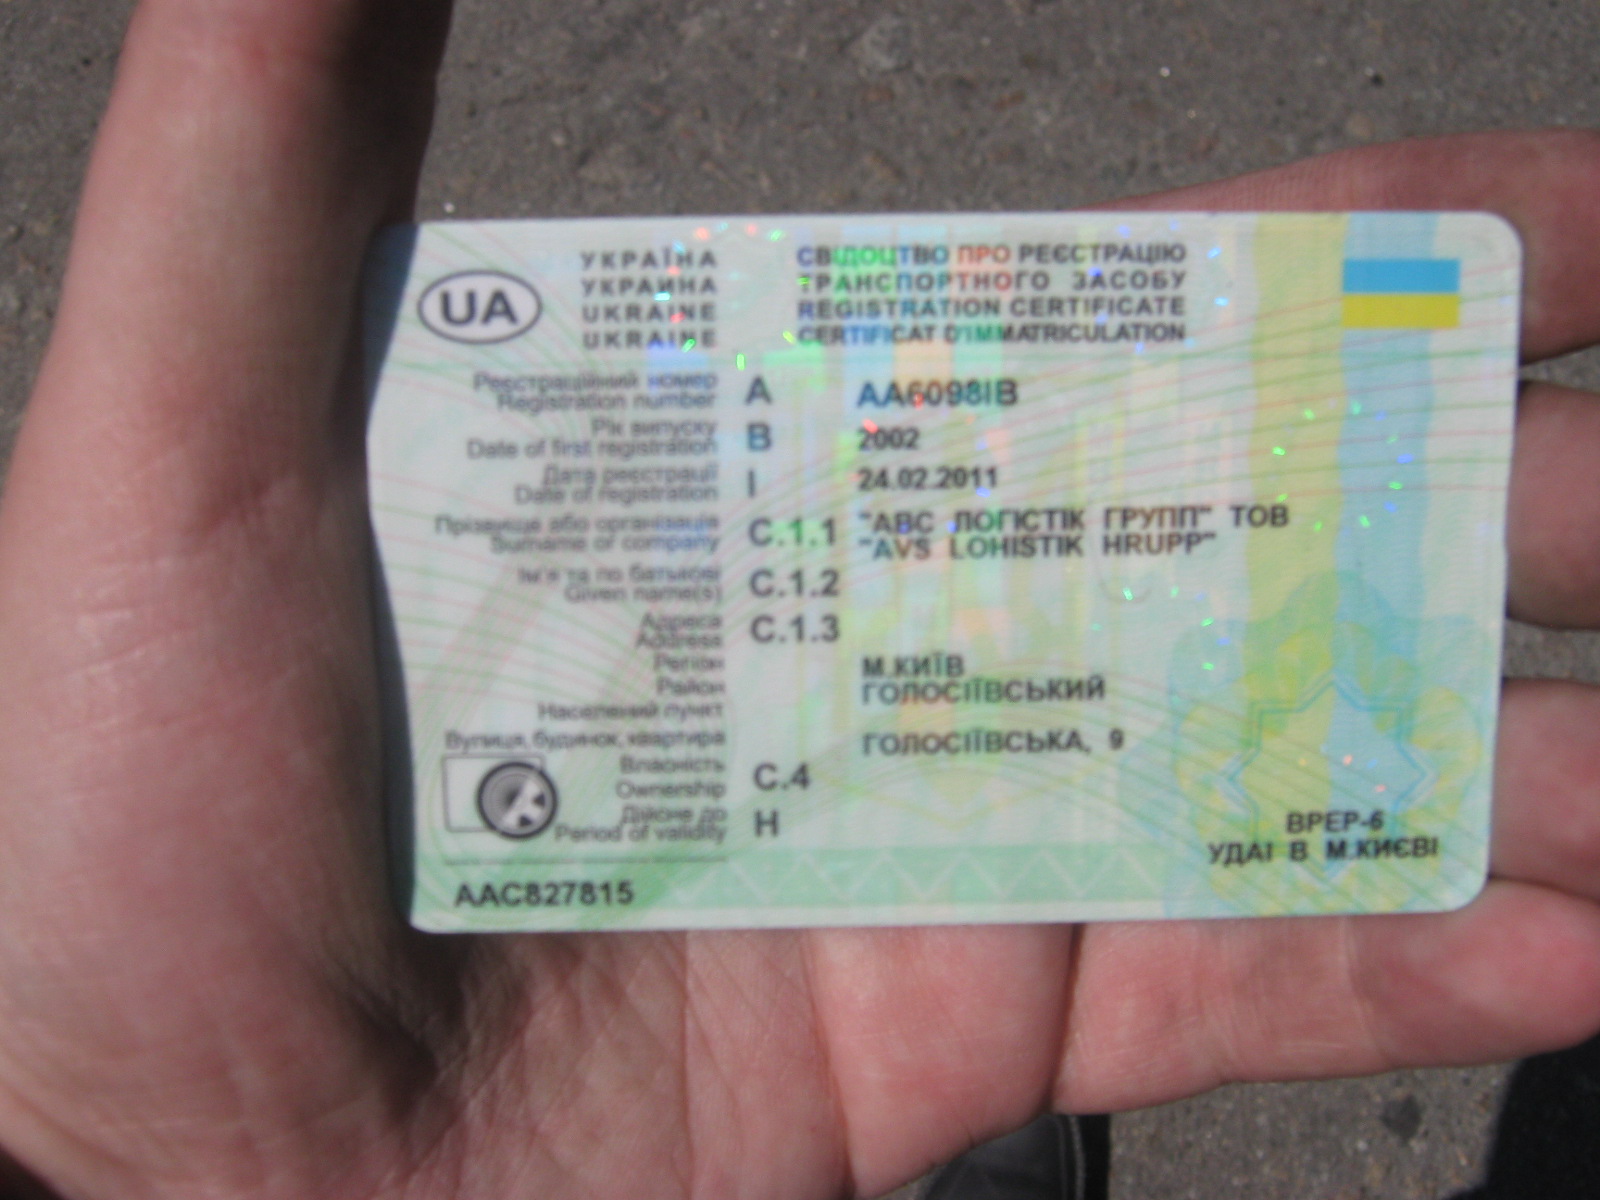 UA
УКРАЇНА
УКРАИНА
UKRAINE
UKRAINE
СВІДОЦТВО ПРО РЕЄСТРАЦІЮ
ТРАНСПОРТНОГО ЗАСОБУ
REGISTRATION CERTIFICATE
CERTIFICAT D'IMMATRICULATION
Реєстраційний номер
Registration number
A AA6098IB
Рік випуску
Date of first registration
B 2002
Дата реєстрації
Date of registration
I 24.02.2011
Прізвище або організація
Surname or company
C.1.1 "АВС ЛОГІСТІК ГРУПП" ТОВ
"AVS LOHISTIK HRUPP"
Ім'я та по батькові
Given name(s)
C.1.2
Адреса
Address
C.1.3
Регіон М.КИЇВ
Район ГОЛОСІЇВСЬКИЙ
Населений пункт
Вулиця, будинок, квартира ГОЛОСІЇВСЬКА, 9
Власність
Ownership
C.4
Дійсне до
Period of validity
H
ВРЕР-6
УДАІ В М.КИЄВІ
AAC827815